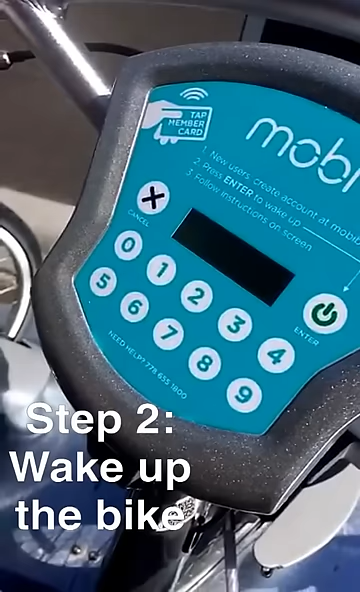 TAP
MEMBER
CARD
mobi
1. New users, create account at mobi
2. Press ENTER to wake up
3. Follow instructions on screen
CANCEL
0 1 2 3 4
ENTER
5 6 7 8 9
NEED HELP? 778 655 1800
Step 2:
Wake up
the bike